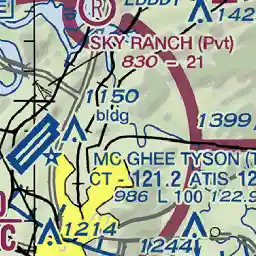 R
142
SKY RANCH (Pvt)
830 - 21
1150
bldg
1399
MC GHEE TYSON (T
CT - 121.2 ATIS 12
986 L 100 122.9
C
1214
1244